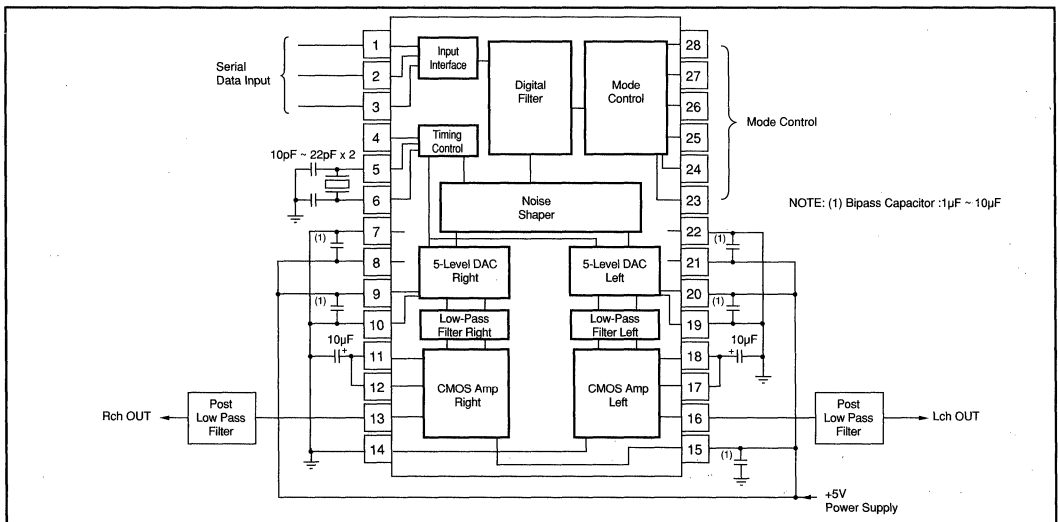 Serial
Data Input
10pF ~ 22pF x 2
(1)
(1)
10µF
+
Rch OUT
Post
Low Pass
Filter
1
2
3
4
5
6
7
8
9
10
11
12
13
14
Input
Interface
Digital
Filter
Mode
Control
Timing
Control
Noise
Shaper
5-Level DAC
Right
5-Level DAC
Left
Low-Pass
Filter Right
Low-Pass
Filter Left
CMOS Amp
Right
CMOS Amp
Left
28
27
26
25
24
23
22
21
20
19
18
17
16
15
Mode Control
NOTE: (1) Bipass Capacitor :1µF ~ 10µF
(1)
(1)
10µF
+
(1)
Post
Low Pass
Filter
Lch OUT
+5V
Power Supply